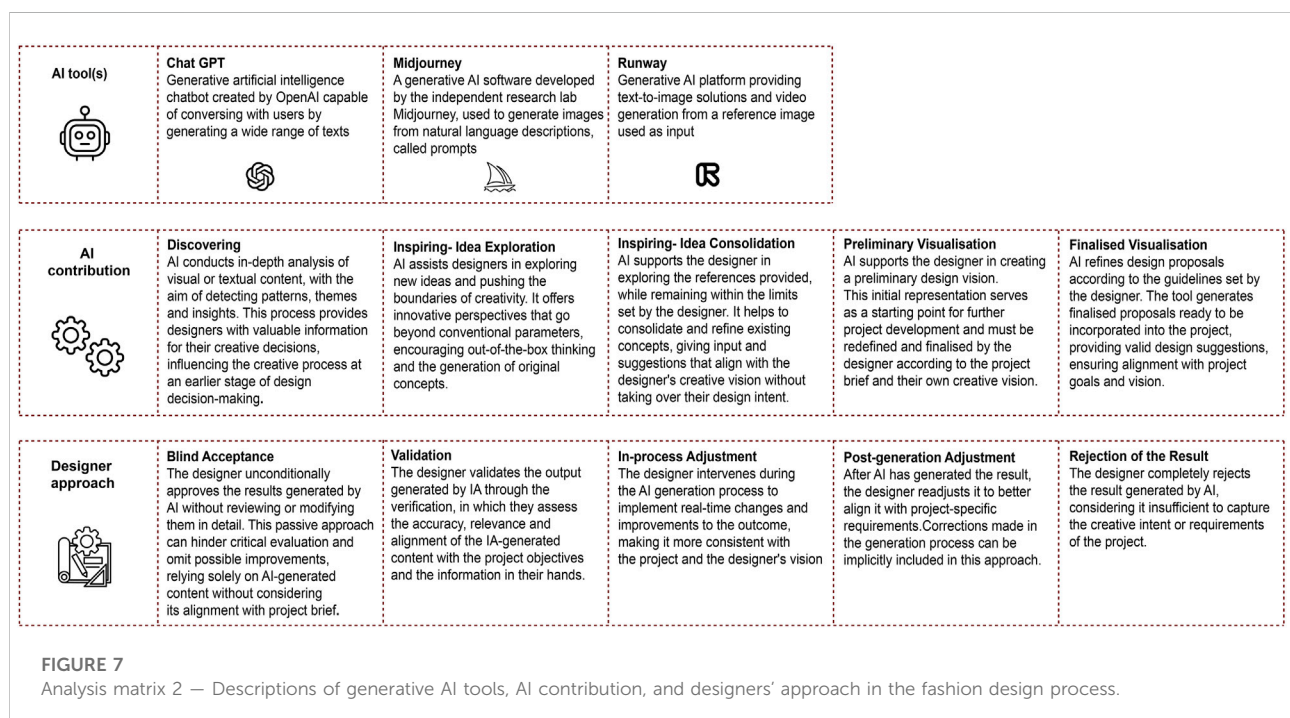 AI tool(s)
Chat GPT
Generative artificial intelligence
chatbot created by OpenAI capable
of conversing with users by
generating a wide range of texts
Midjourney
A generative AI software developed
by the independent research lab
Midjourney, used to generate images
from natural language descriptions,
called prompts
Runway
Generative AI platform providing
text-to-image solutions and video
generation from a reference image
used as input
AI
contribution
Discovering
AI conducts in-depth analysis of
visual or textual content, with the
aim of detecting patterns, themes
and insights. This process provides
designers with valuable information
for their creative decisions,
influencing the creative process at
an earlier stage of design
decision-making.
Inspiring- Idea Exploration
AI assists designers in exploring
new ideas and pushing the
boundaries of creativity. It offers
innovative perspectives that go
beyond conventional parameters,
encouraging out-of-the-box thinking
and the generation of original
concepts.
Inspiring- Idea Consolidation
AI supports the designer in
exploring the references provided,
while remaining within the limits
set by the designer. It helps to
consolidate and refine existing
concepts, giving input and
suggestions that align with the
designer's creative vision without
taking over their design intent.
Preliminary Visualisation
AI supports the designer in creating
a preliminary design vision.
This initial representation serves
as a starting point for further
project development and must be
redefined and finalised by the
designer according to the project
brief and their own creative vision.
Finalised Visualisation
AI refines design proposals
according to the guidelines set by
the designer. The tool generates
finalised proposals ready to be
incorporated into the project,
providing valid design suggestions,
ensuring alignment with project
goals and vision.
Designer
approach
Blind Acceptance
The designer unconditionally
approves the results generated by
AI without reviewing or modifying
them in detail. This passive approach
can hinder critical evaluation and
omit possible improvements,
relying solely on AI-generated
content without considering
its alignment with project brief.
Validation
The designer validates the output
generated by IA through the
verification, in which they assess
the accuracy, relevance and
alignment of the IA-generated
content with the project objectives
and the information in their hands.
In-process Adjustment
The designer intervenes during
the AI generation process to
implement real-time changes and
improvements to the outcome,
making it more consistent with
the project and the designer's vision
Post-generation Adjustment
After AI has generated the result,
the designer readjusts it to better
align it with project-specific
requirements.Corrections made in
the generation process can be
implicitly included in this approach.
Rejection of the Result
The designer completely rejects
the result generated by AI,
considering it insufficient to capture
the creative intent or requirements
of the project.
FIGURE 7
Analysis matrix 2 — Descriptions of generative AI tools, AI contribution, and designers' approach in the fashion design process.